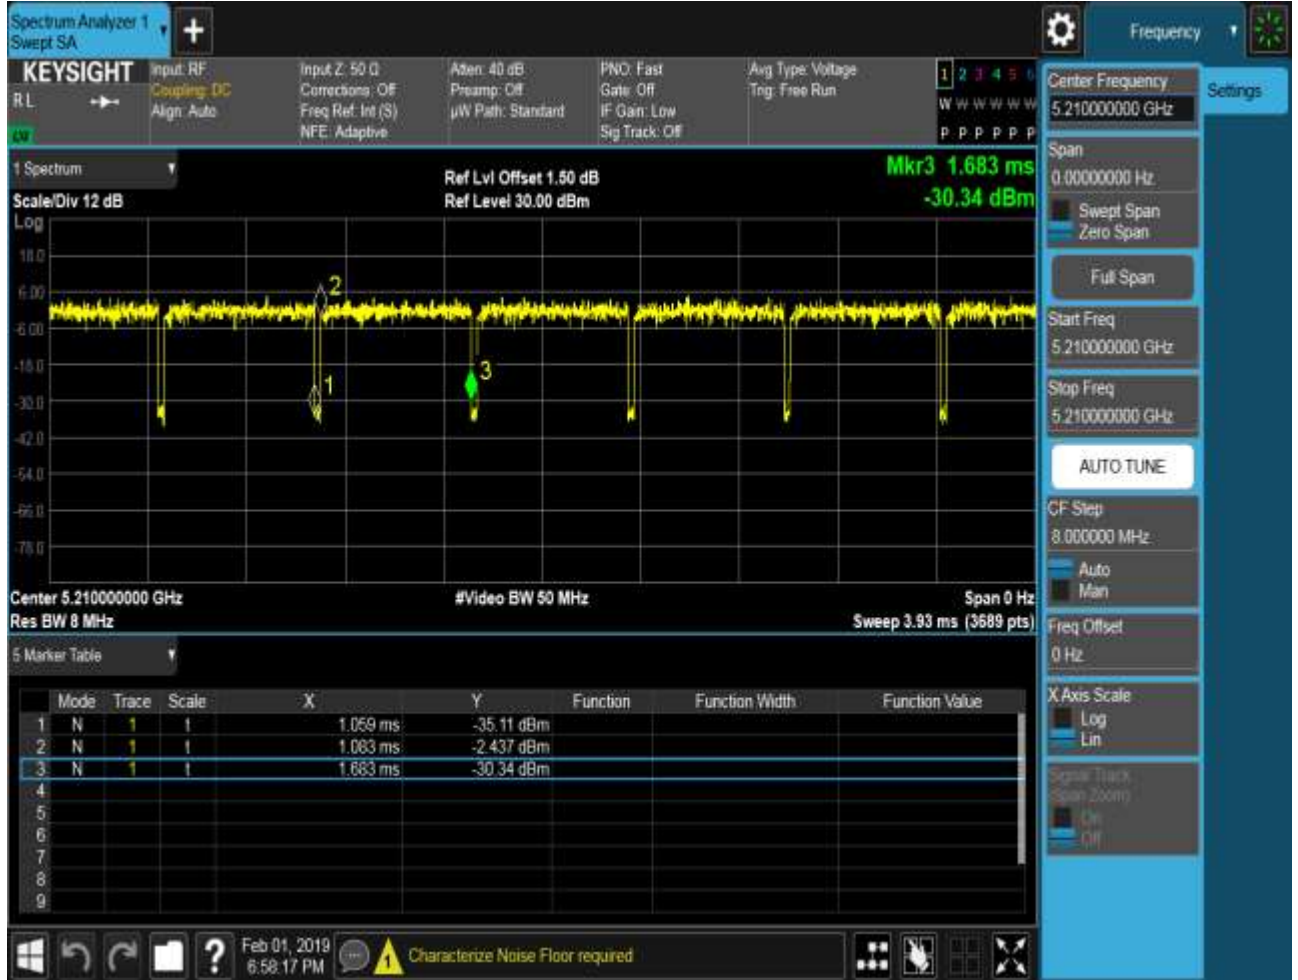 Spectrum Analyzer 1
Swept SA
+
Frequency
KEYSIGHT
RL
Input: RF
Coupling: DC
Align: Auto
Input Z: 50 Ω
Corrections: Off
Freq Ref: Int (S)
NFE: Adaptive
Atten: 40 dB
Preamp: Off
µW Path: Standard
PNO: Fast
Gate: Off
IF Gain: Low
Sig Track: Off
Avg Type: Voltage
Trig: Free Run
1 2 3 4 5 6
W W W W W W
P P P P P P
1 Spectrum
Scale/Div 12 dB
Ref Lvl Offset 1.50 dB
Ref Level 30.00 dBm
Mkr3 1.683 ms
-30.34 dBm
Log
18.0
6.00
-6.00
-18.0
-30.0
-42.0
-54.0
-66.0
-78.0
2
1
3
Center 5.210000000 GHz
#Video BW 50 MHz
Span 0 Hz
Res BW 8 MHz
Sweep 3.93 ms (3689 pts)
5 Marker Table
Mode Trace Scale X Y Function Function Width Function Value
1 N 1 t 1.059 ms -35.11 dBm
2 N 1 t 1.083 ms -2.437 dBm
3 N 1 t 1.683 ms -30.34 dBm
4
5
6
7
8
9
Center Frequency
5.210000000 GHz
Settings
Span
0.00000000 Hz
Swept Span
Zero Span
Full Span
Start Freq
5.210000000 GHz
Stop Freq
5.210000000 GHz
AUTO TUNE
CF Step
8.000000 MHz
Auto
Man
Freq Offset
0 Hz
X Axis Scale
Log
Lin
Signal Track
(Span Zoom)
On
Off
?
Feb 01, 2019
6:58:17 PM
1
Characterize Noise Floor required